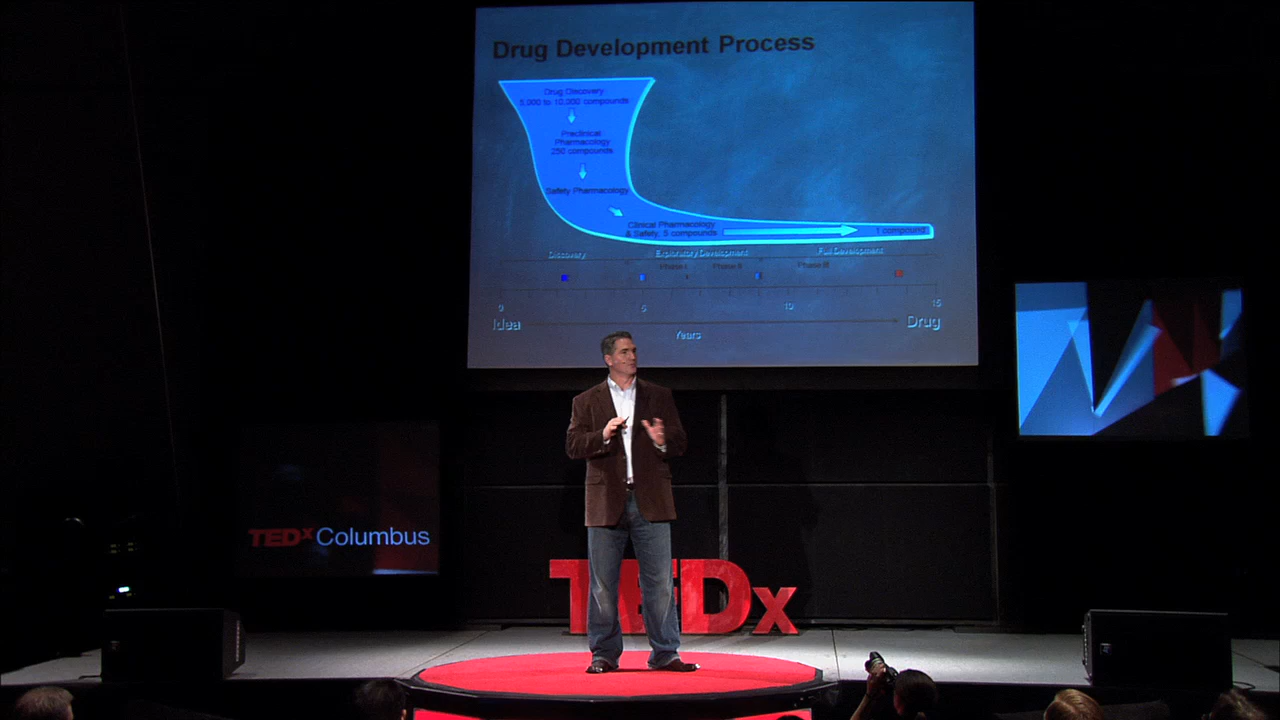 Drug Development Process
Drug Discovery
5,000 to 10,000 compounds
Preclinical
Pharmacology
250 compounds
Safety Pharmacology
Clinical Pharmacology
& Safety, 5 compounds
1 compound
Discovery
Exploratory Development
Full Development
Phase I
Phase II
Phase III
0
5
10
15
Idea
Drug
Years
TEDx Columbus
TEDx